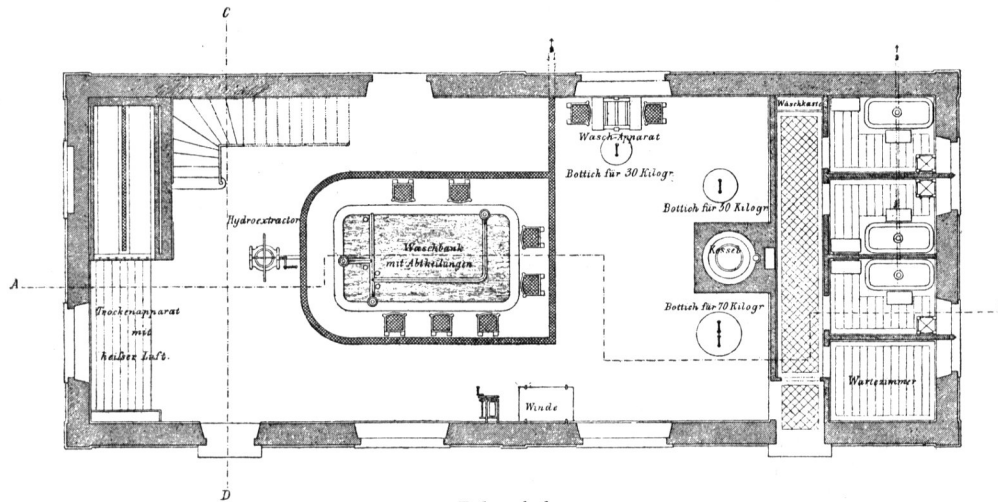 C
Wäschkaste
Wasch-Apparat
Bottich für 30 Kilogr.
Bottich für 50 Kilogr
Hydroextractor
Waschbank
mit Abtheilungen
Kessel
A
Trockenapparat
mit
heisser Luft.
Bottich für 70 Kilogr
Wartezimmer
Winde
D